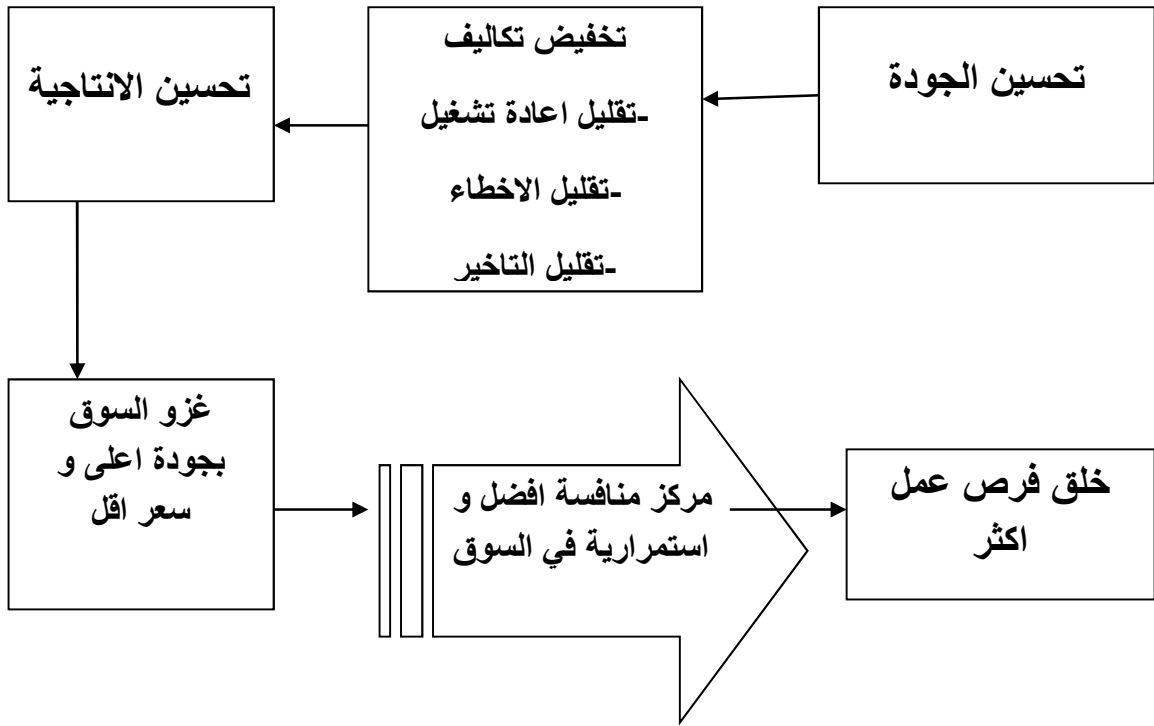 تحسين الجودة
تخفيض تكاليف
-تقليل اعادة تشغيل
-تقليل الاخطاء
-تقليل التاخير
تحسين الانتاجية
غزو السوق
بجودة اعلى و
سعر اقل
مركز منافسة افضل و
استمرارية في السوق
خلق فرص عمل
اكثر